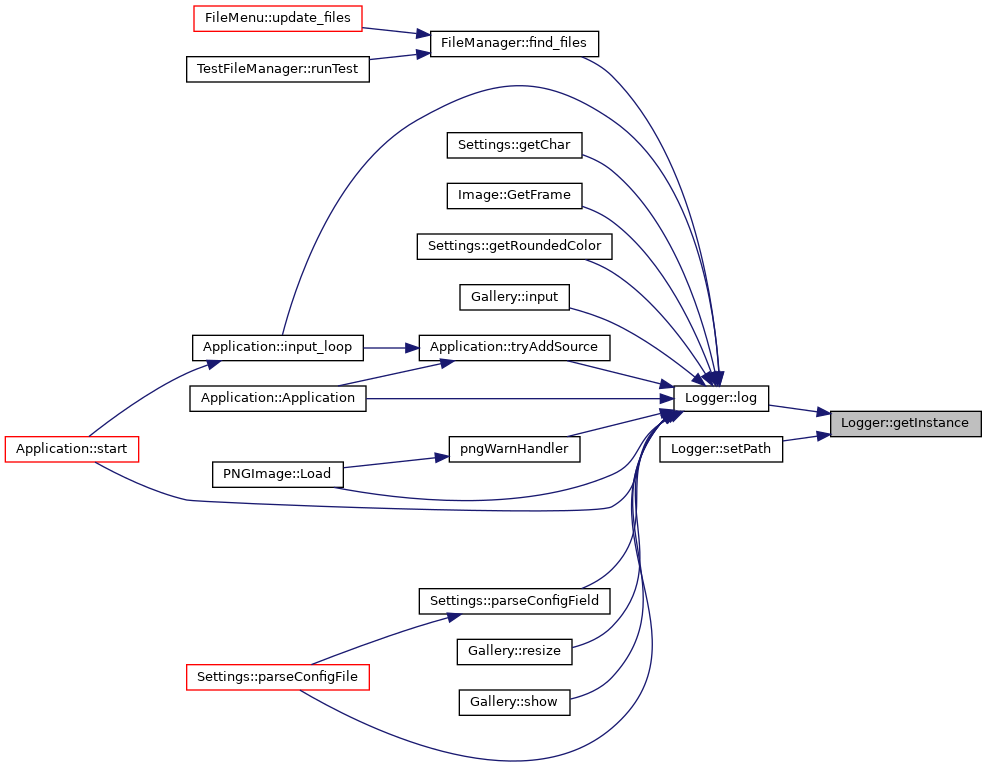 FileMenu::update_files
FileManager::find_files
TestFileManager::runTest
Settings::getChar
Image::GetFrame
Settings::getRoundedColor
Gallery::input
Application::input_loop
Application::tryAddSource
Application::Application
Logger::log
Logger::getInstance
Application::start
pngWarnHandler
Logger::setPath
PNGImage::Load
Settings::parseConfigField
Gallery::resize
Settings::parseConfigFile
Gallery::show